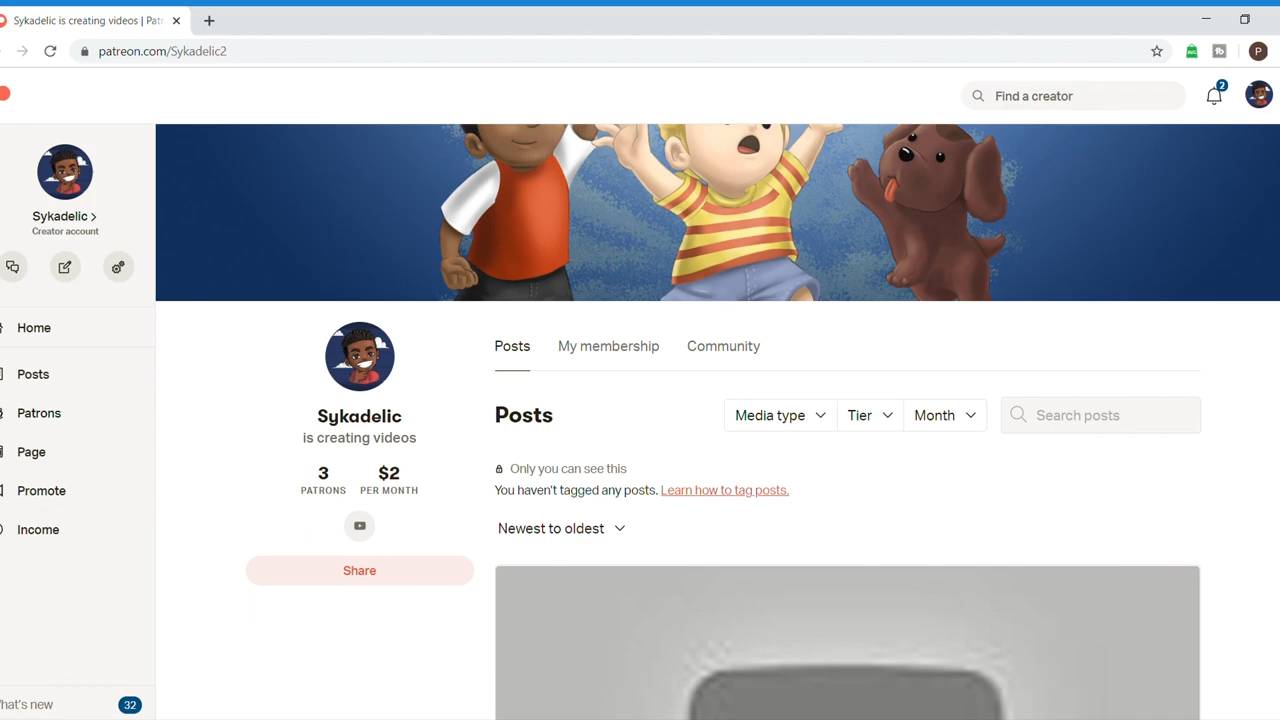 Sykadelic is creating videos | Pat
patreon.com/Sykadelic2
P
Find a creator
2
Sykadelic >
Creator account
Home
Posts
Patrons
Page
Promote
Income
hat's new
32
Sykadelic
is creating videos
3 $2
PATRONS PER MONTH
Share
Posts My membership Community
Posts
Media type Tier Month Search posts
Only you can see this
You haven't tagged any posts. Learn how to tag posts.
Newest to oldest